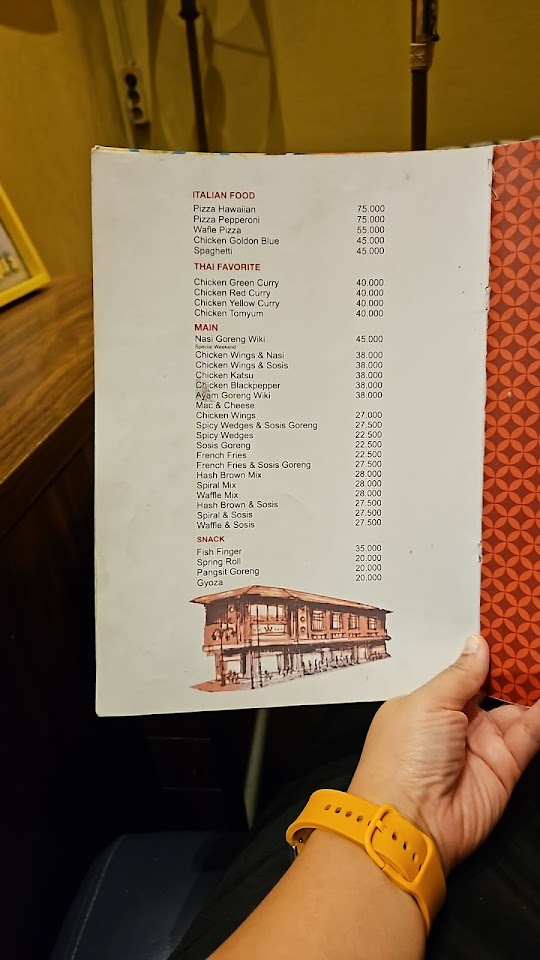 ITALIAN FOOD
Pizza Hawaiian 75.000
Pizza Pepperoni 75.000
Wafle Pizza 55.000
Chicken Goldon Blue 45.000
Spaghetti 45.000
THAI FAVORITE
Chicken Green Curry 40.000
Chicken Red Curry 40.000
Chicken Yellow Curry 40.000
Chicken Tomyum 40.000
MAIN
Nasi Goreng Wiki 45.000
Special Weekend
Chicken Wings & Nasi 38.000
Chicken Wings & Sosis 38.000
Chicken Katsu 38.000
Chicken Blackpepper 38.000
Ayam Goreng Wiki 38.000
Mac & Cheese
Chicken Wings 27.000
Spicy Wedges & Sosis Goreng 27.500
Spicy Wedges 22.500
Sosis Goreng 22.500
French Fries 22.500
French Fries & Sosis Goreng 27.500
Hash Brown Mix 28.000
Spiral Mix 28.000
Waffle Mix 28.000
Hash Brown & Sosis 27.500
Spiral & Sosis 27.500
Waffle & Sosis 27.500
SNACK
Fish Finger 35.000
Spring Roll 20.000
Pangsit Goreng 20.000
Gyoza 20.000